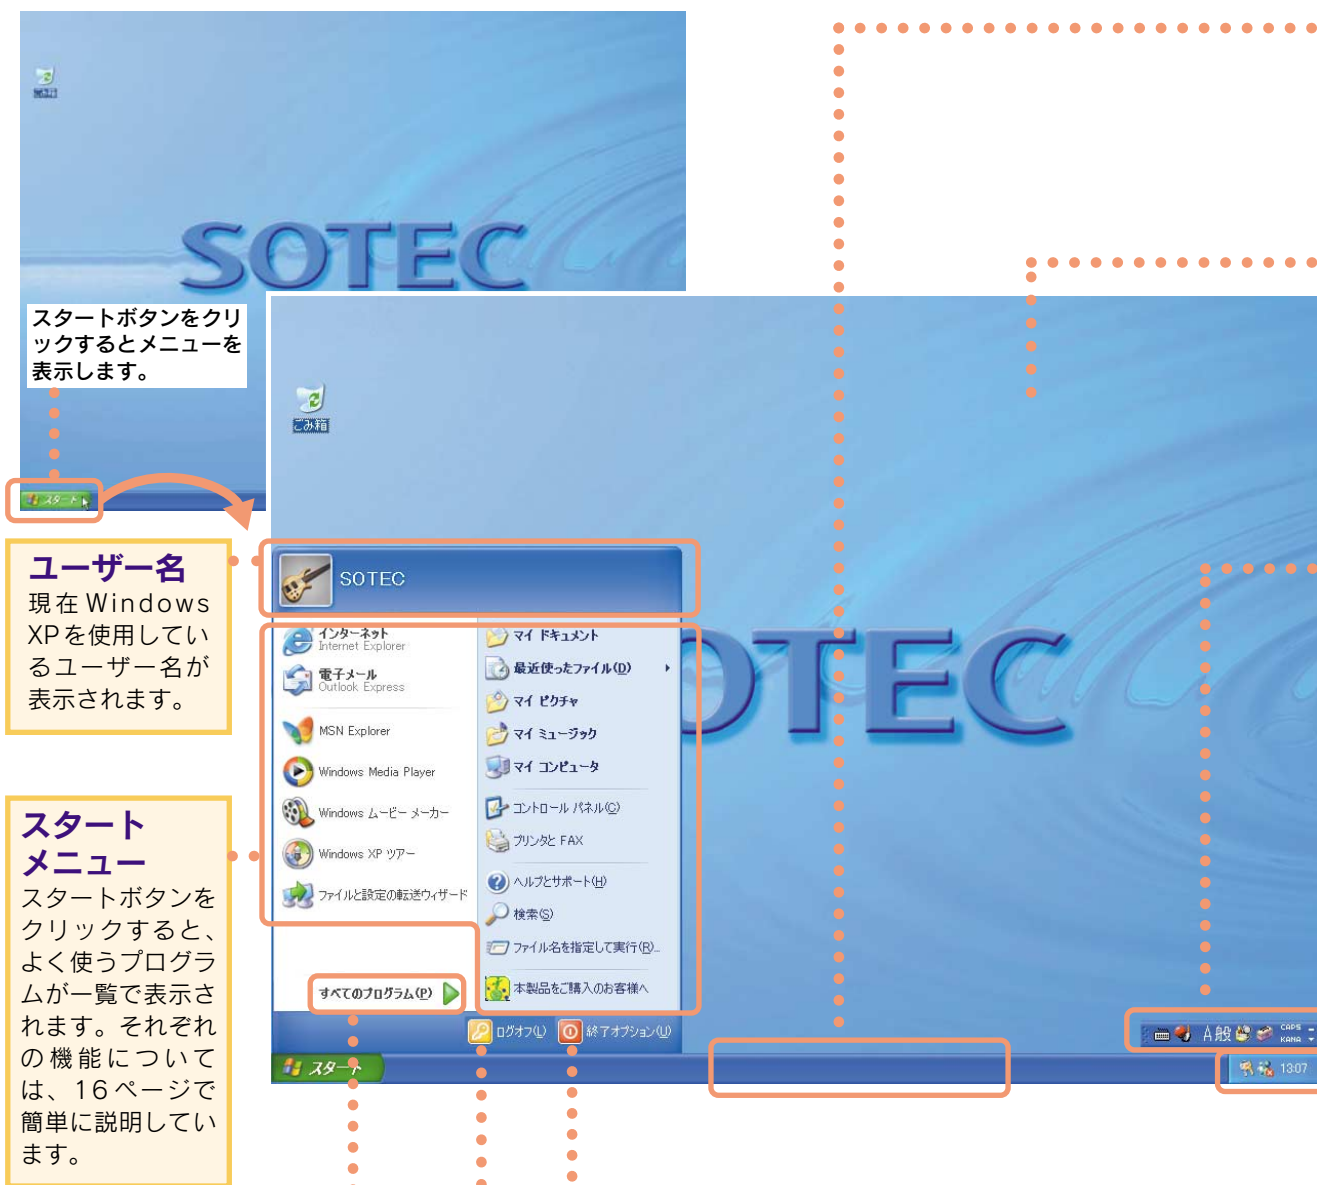 SOTEC
スタートボタンをクリ
ックするとメニューを
表示します。
スタート
ごみ箱
ユーザー名
現在 Windows
XPを使用してい
るユーザー名が
表示されます。
スタート
メニュー
スタートボタンを
クリックすると、
よく使うプログラ
ムが一覧で表示さ
れます。それぞれ
の機能について
は、16ページで
簡単に説明してい
ます。
SOTEC
インターネット
Internet Explorer
電子メール
Outlook Express
MSN Explorer
Windows Media Player
Windows ムービー メーカー
Windows XP ツアー
ファイルと設定の転送ウィザード
すべてのプログラム(P)
マイ ドキュメント
最近使ったファイル(D)
マイ ピクチャ
マイ ミュージック
マイ コンピュータ
コントロール パネル(C)
プリンタと FAX
ヘルプとサポート(H)
検索(S)
ファイル名を指定して実行(R)...
本製品をご購入のお客様へ
ログオフ(L)
終了オプション(U)
スタート
OTEC
A般
CAPS
KANA
13:07